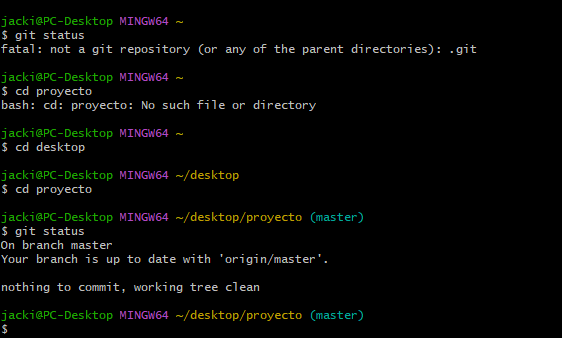 jacki@PC-Desktop MINGW64 ~
$ git status
fatal: not a git repository (or any of the parent directories): .git
jacki@PC-Desktop MINGW64 ~
$ cd proyecto
bash: cd: proyecto: No such file or directory
jacki@PC-Desktop MINGW64 ~
$ cd desktop
jacki@PC-Desktop MINGW64 ~/desktop
$ cd proyecto
jacki@PC-Desktop MINGW64 ~/desktop/proyecto (master)
$ git status
On branch master
Your branch is up to date with 'origin/master'.
nothing to commit, working tree clean
jacki@PC-Desktop MINGW64 ~/desktop/proyecto (master)
$